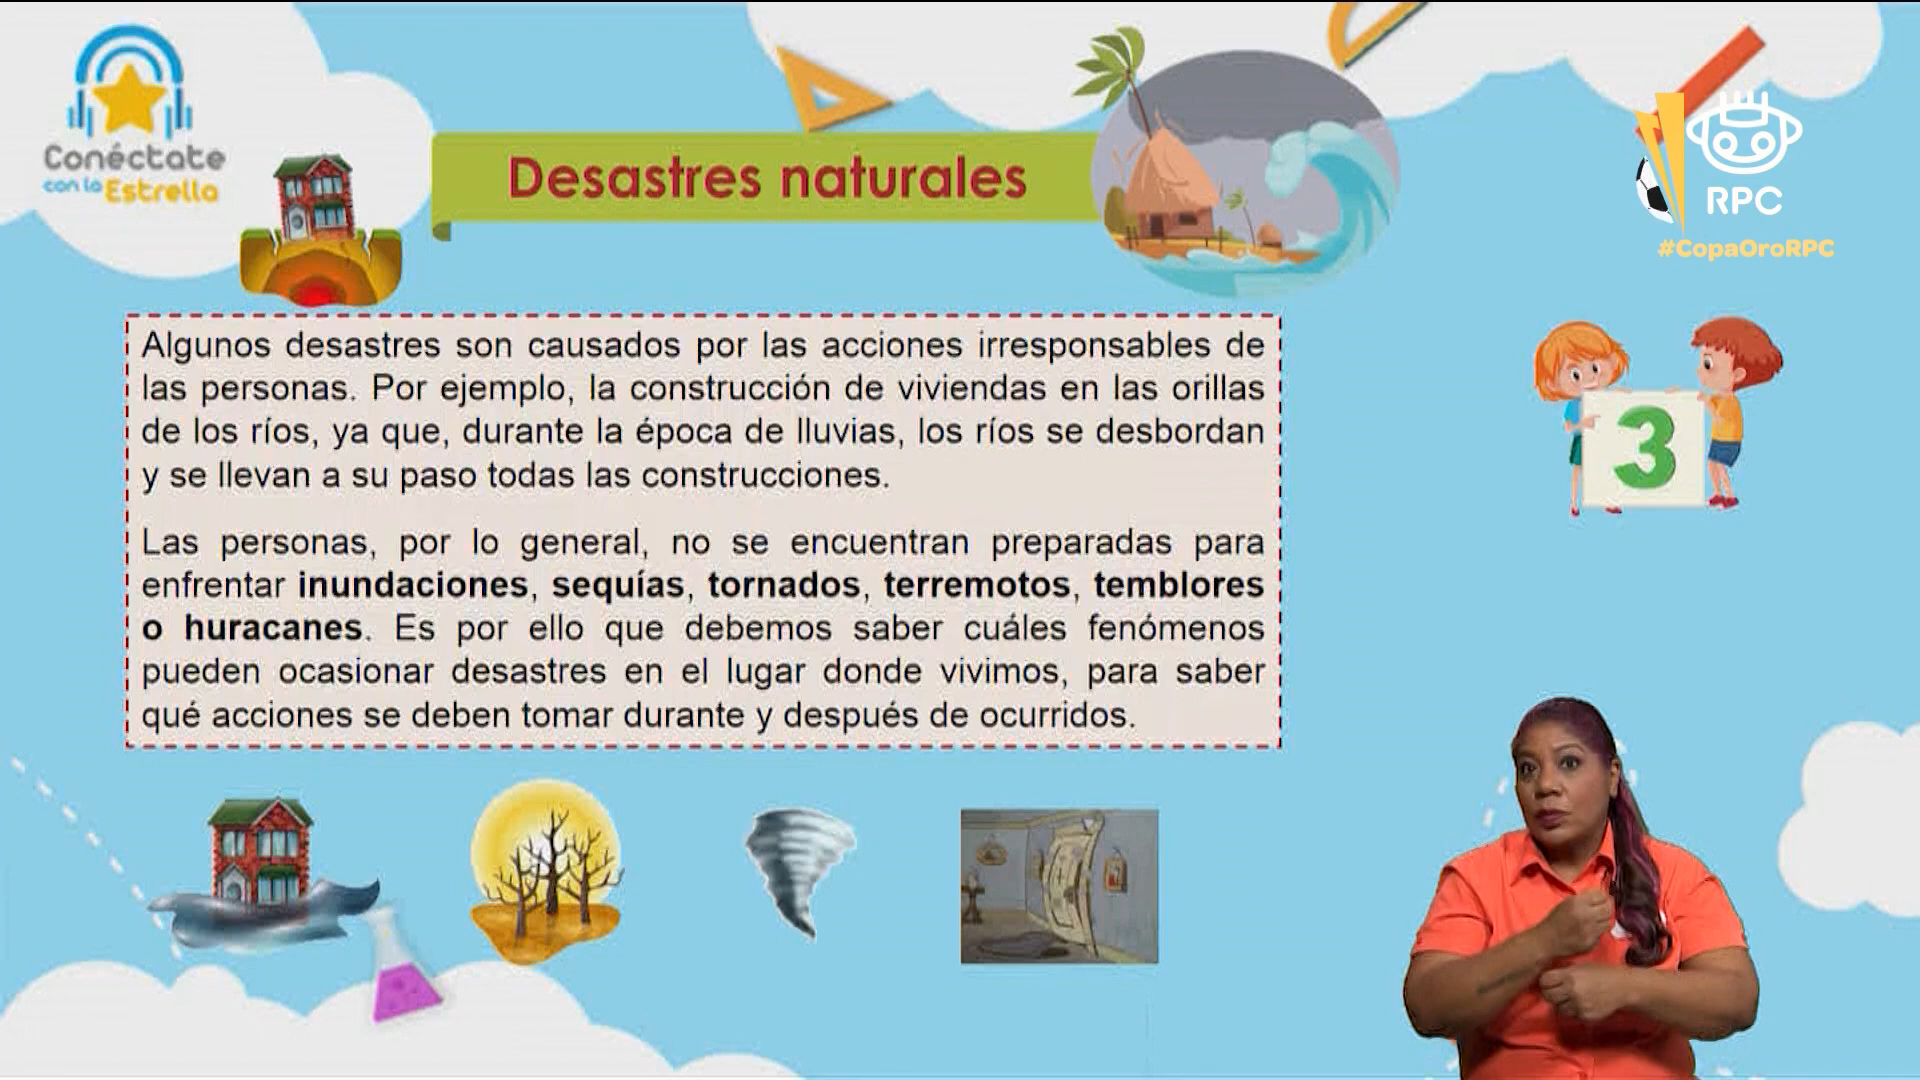 Conéctate
con la Estrella
Desastres naturales
RPC
#CopaOroRPC
Algunos desastres son causados por las acciones irresponsables de
las personas. Por ejemplo, la construcción de viviendas en las orillas
de los ríos, ya que, durante la época de lluvias, los ríos se desbordan
y se llevan a su paso todas las construcciones.
Las personas, por lo general, no se encuentran preparadas para
enfrentar inundaciones, sequías, tornados, terremotos, temblores
o huracanes. Es por ello que debemos saber cuáles fenómenos
pueden ocasionar desastres en el lugar donde vivimos, para saber
qué acciones se deben tomar durante y después de ocurridos.
3